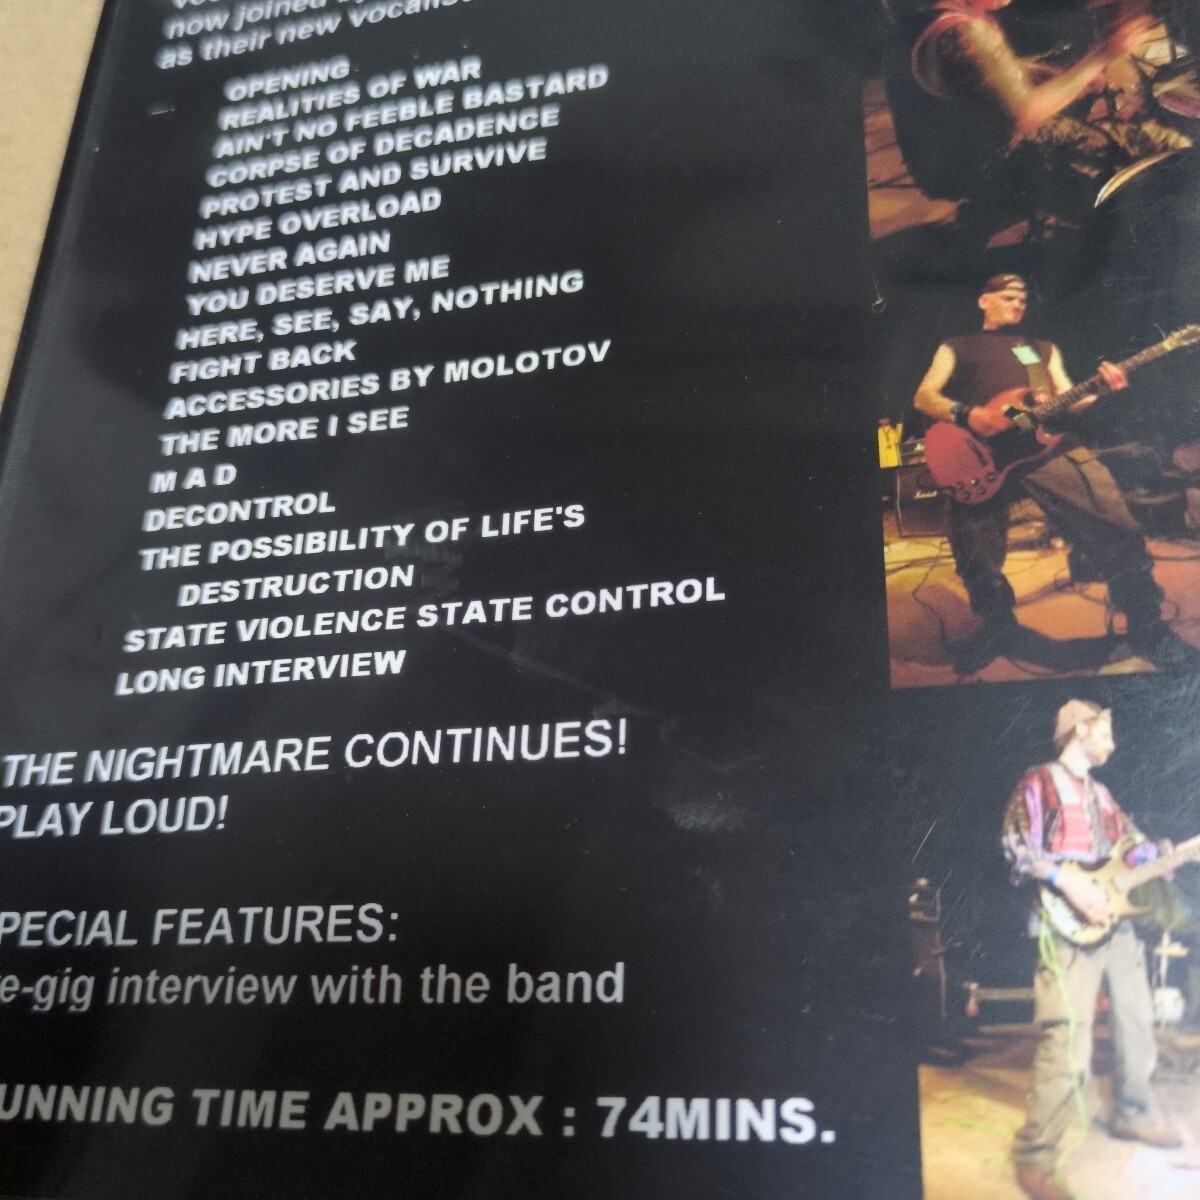 now joined
as their new vocalist
OPENING
REALITIES OF WAR
AIN'T NO FEEBLE BASTARD
CORPSE OF DECADENCE
PROTEST AND SURVIVE
HYPE OVERLOAD
NEVER AGAIN
YOU DESERVE ME
HERE, SEE, SAY, NOTHING
FIGHT BACK
ACCESSORIES BY MOLOTOV
THE MORE I SEE
M A D
DECONTROL
THE POSSIBILITY OF LIFE'S
DESTRUCTION
STATE VIOLENCE STATE CONTROL
LONG INTERVIEW
THE NIGHTMARE CONTINUES!
PLAY LOUD!
PECIAL FEATURES:
e-gig interview with the band
UNNING TIME APPROX : 74MINS.